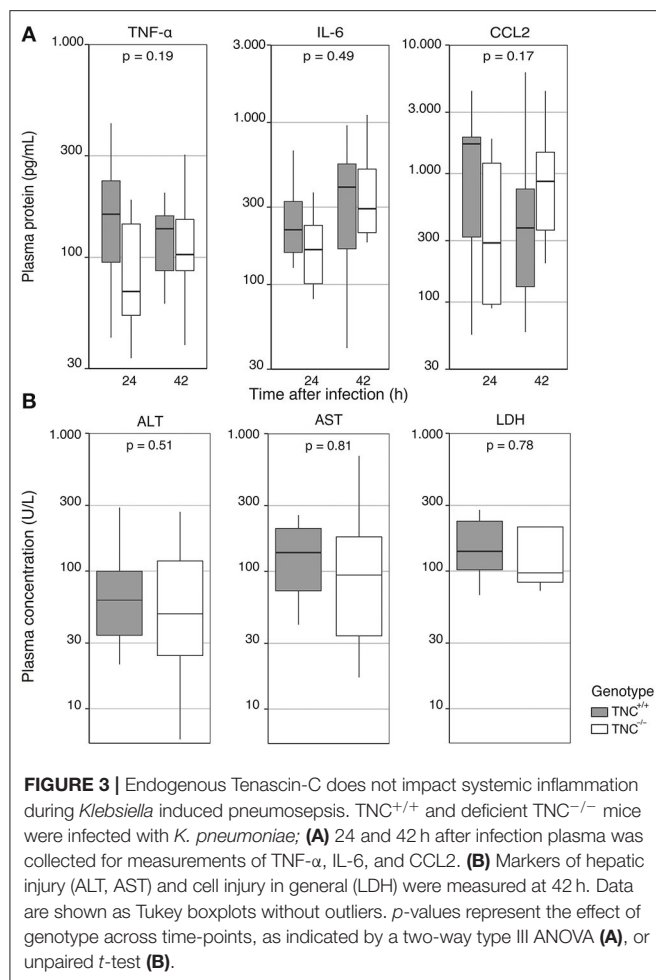 A
TNF-α IL-6 CCL2
p = 0.19 p = 0.49 p = 0.17
Plasma protein (pg/mL)
1.000
300
100
30
3.000
1.000
300
100
30
10.000
3.000
1.000
300
100
30
24 42 24 42 24 42
Time after infection (h)
B
ALT AST LDH
p = 0.51 p = 0.81 p = 0.78
Plasma concentration (U/L)
1.000
300
100
30
10
1.000
300
100
30
10
1.000
300
100
30
10
Genotype
TNC+/+
TNC-/-
FIGURE 3 | Endogenous Tenascin-C does not impact systemic inflammation
during Klebsiella induced pneumosepsis. TNC+/+ and deficient TNC−/− mice
were infected with K. pneumoniae; (A) 24 and 42 h after infection plasma was
collected for measurements of TNF-α, IL-6, and CCL2. (B) Markers of hepatic
injury (ALT, AST) and cell injury in general (LDH) were measured at 42 h. Data
are shown as Tukey boxplots without outliers. p-values represent the effect of
genotype across time-points, as indicated by a two-way type III ANOVA (A), or
unpaired t-test (B).